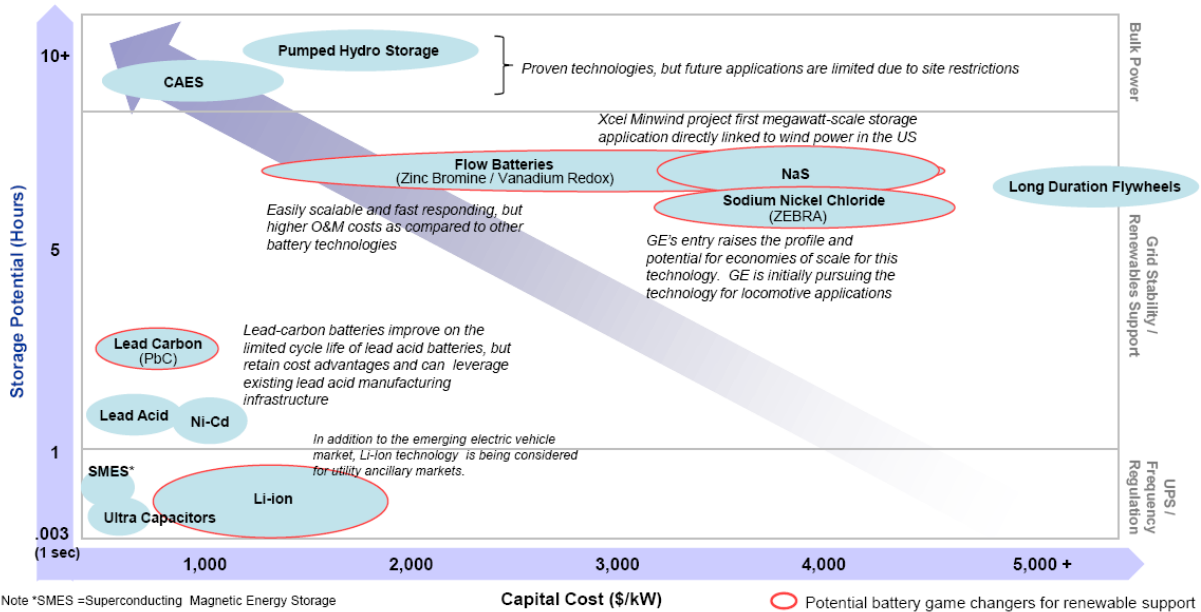 10+
Pumped Hydro Storage
CAES
Proven technologies, but future applications are limited due to site restrictions
Bulk Power
Xcel Minwind project first megawatt-scale storage
application directly linked to wind power in the US
Flow Batteries
(Zinc Bromine / Vanadium Redox)
NaS
Long Duration Flywheels
Sodium Nickel Chloride
(ZEBRA)
Easily scalable and fast responding, but
higher O&M costs as compared to other
battery technologies
GE's entry raises the profile and
potential for economies of scale for this
technology. GE is initially pursuing the
technology for locomotive applications
5
Storage Potential (Hours)
Grid Stability /
Renewables Support
Lead Carbon
(PbC)
Lead-carbon batteries improve on the
limited cycle life of lead acid batteries, but
retain cost advantages and can leverage
existing lead acid manufacturing
infrastructure
Lead Acid
Ni-Cd
1
In addition to the emerging electric vehicle
market, Li-Ion technology is being considered
for utility ancillary markets.
SMES*
Li-ion
Ultra Capacitors
UPS /
Frequency
Regulation
.003
(1 sec)
1,000
2,000
3,000
4,000
5,000 +
Note *SMES =Superconducting Magnetic Energy Storage
Capital Cost ($/kW)
Potential battery game changers for renewable support